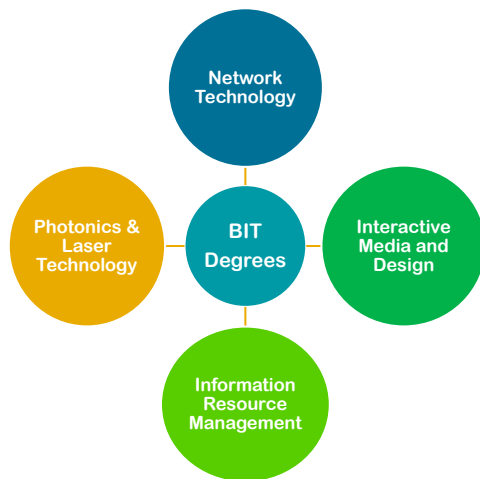 Network
Technology
Photonics &
Laser
Technology
BIT
Degrees
Interactive
Media and
Design
Information
Resource
Management